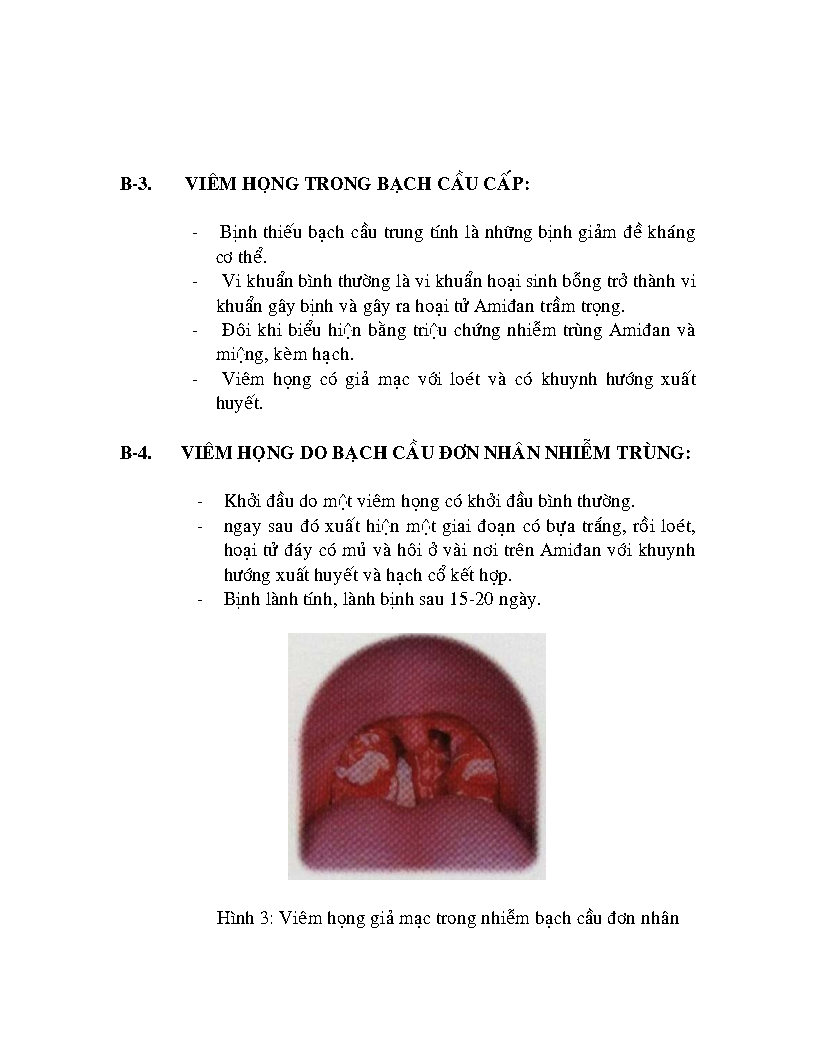 B-3. VIÊM HỌNG TRONG BẠCH CẦU CẤP:
- Bịnh thiếu bạch cầu trung tính là những bịnh giảm đề kháng
cơ thể.
- Vi khuẩn bình thường là vi khuẩn hoại sinh bỗng trở thành vi
khuẩn gây bịnh và gây ra hoại tử Amiđan trầm trọng.
- Đôi khi biểu hiện bằng triệu chứng nhiễm trùng Amiđan và
miệng, kèm hạch.
- Viêm họng có giả mạc với loét và có khuynh hướng xuất
huyết.
B-4. VIÊM HỌNG DO BẠCH CẦU ĐƠN NHÂN NHIỄM TRÙNG:
- Khởi đầu do một viêm họng có khởi đầu bình thường.
- ngay sau đó xuất hiện một giai đoạn có bựa trắng, rồi loét,
hoại tử đáy có mủ và hôi ở vài nơi trên Amiđan với khuynh
hướng xuất huyết và hạch cổ kết hợp.
- Bịnh lành tính, lành bịnh sau 15-20 ngày.
Hình 3: Viêm họng giả mạc trong nhiễm bạch cầu đơn nhân